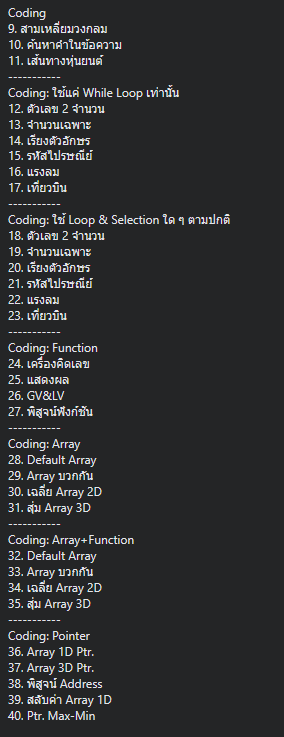 Coding
9. สามเหลี่ยมวงกลม
10. ค้นหาคำในข้อความ
11. เส้นทางหุ่นยนต์
-----------
Coding: ใช้แค่ While Loop เท่านั้น
12. ตัวเลข 2 จำนวน
13. จำนวนเฉพาะ
14. เรียงตัวอักษร
15. รหัสไปรษณีย์
16. แรงลม
17. เที่ยวบิน
-----------
Coding: ใช้ Loop & Selection ใด ๆ ตามปกติ
18. ตัวเลข 2 จำนวน
19. จำนวนเฉพาะ
20. เรียงตัวอักษร
21. รหัสไปรษณีย์
22. แรงลม
23. เที่ยวบิน
-----------
Coding: Function
24. เครื่องคิดเลข
25. แสดงผล
26. GV&LV
27. พิสูจน์ฟังก์ชัน
-----------
Coding: Array
28. Default Array
29. Array บวกกัน
30. เฉลี่ย Array 2D
31. สุ่ม Array 3D
-----------
Coding: Array+Function
32. Default Array
33. Array บวกกัน
34. เฉลี่ย Array 2D
35. สุ่ม Array 3D
-----------
Coding: Pointer
36. Array 1D Ptr.
37. Array 3D Ptr.
38. พิสูจน์ Address
39. สลับค่า Array 1D
40. Ptr. Max-Min